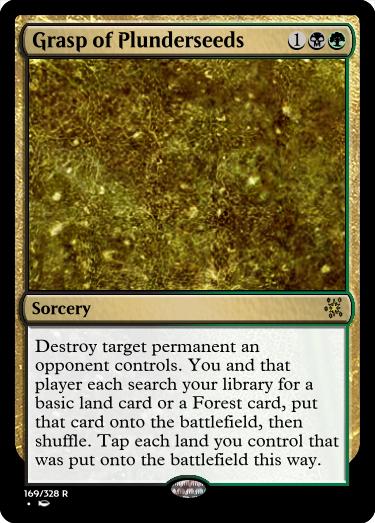 Grasp of Plunderseeds 1
Sorcery
Destroy target permanent an
opponent controls. You and that
player each search your library for a
basic land card or a Forest card, put
that card onto the battlefield, then
shuffle. Tap each land you control that
was put onto the battlefield this way.
169/328 R